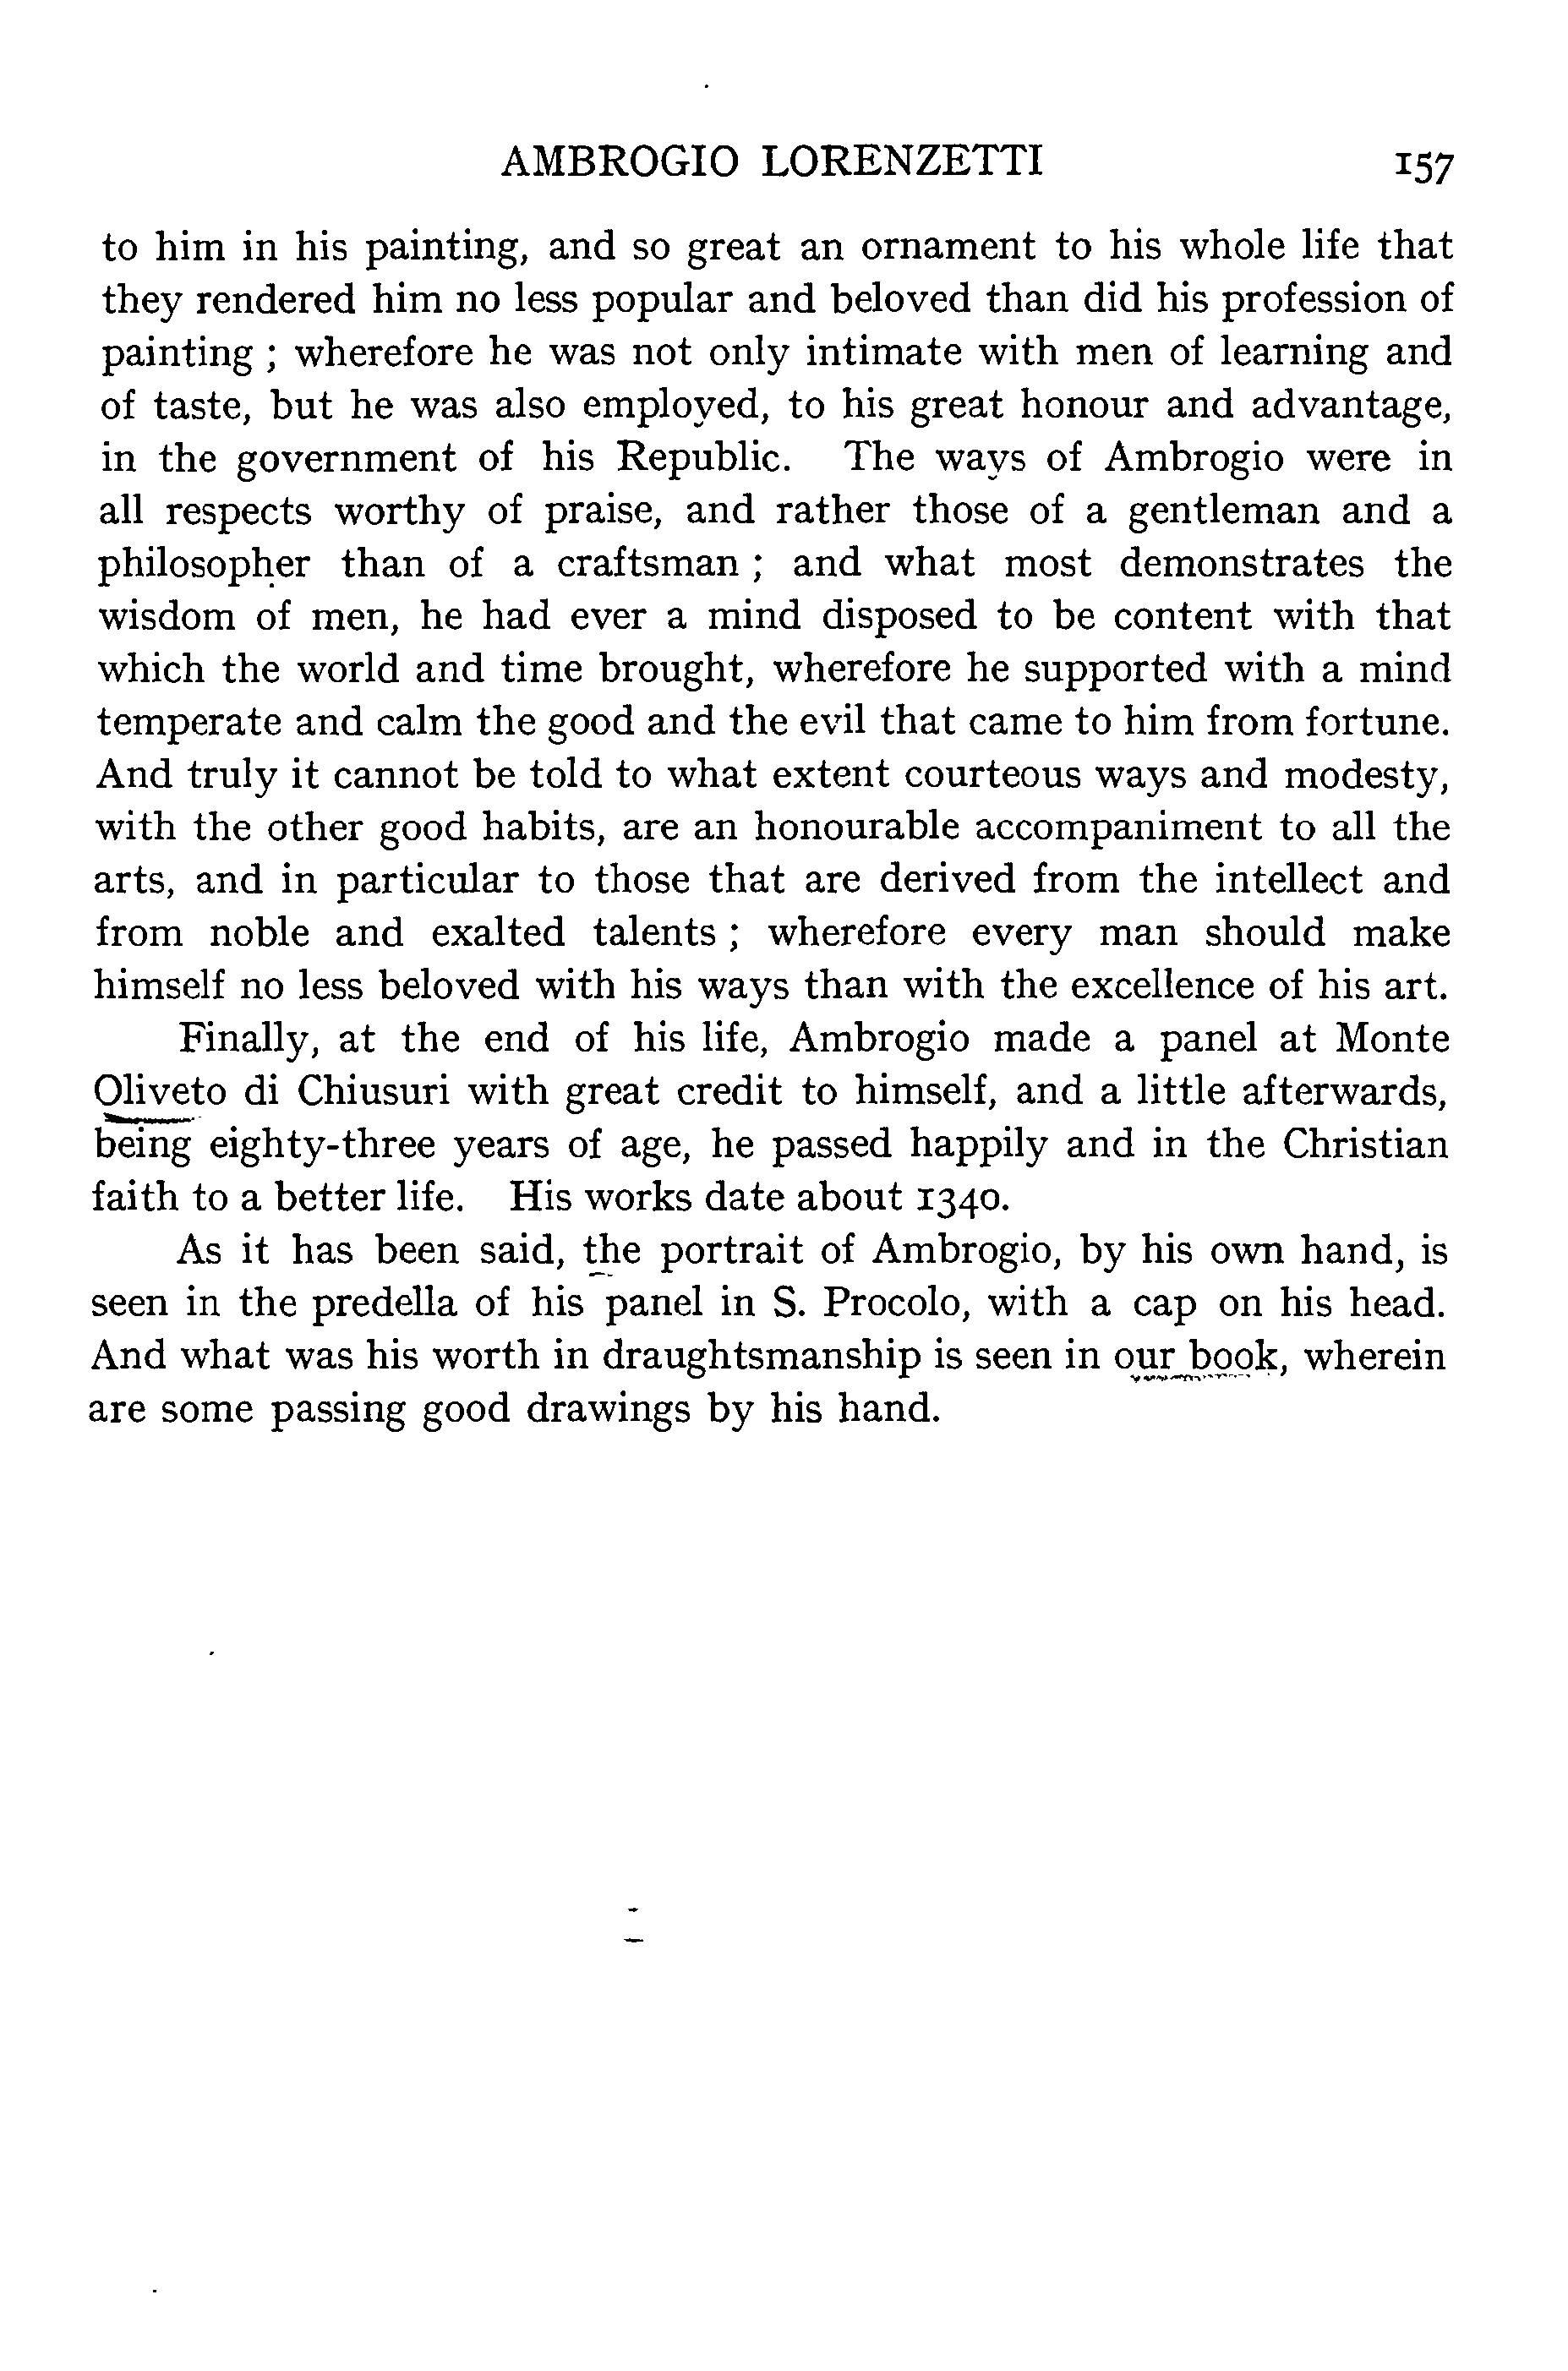 AMBROGIO LORENZETTI 157
to him in his painting, and so great an ornament to his whole life that
they rendered him no less popular and beloved than did his profession of
painting ; wherefore he was not only intimate with men of learning and
of taste, but he was also employed, to his great honour and advantage,
in the government of his Republic. The ways of Ambrogio were in
all respects worthy of praise, and rather those of a gentleman and a
philosopher than of a craftsman ; and what most demonstrates the
wisdom of men, he had ever a mind disposed to be content with that
which the world and time brought, wherefore he supported with a mind
temperate and calm the good and the evil that came to him from fortune.
And truly it cannot be told to what extent courteous ways and modesty,
with the other good habits, are an honourable accompaniment to all the
arts, and in particular to those that are derived from the intellect and
from noble and exalted talents ; wherefore every man should make
himself no less beloved with his ways than with the excellence of his art.
Finally, at the end of his life, Ambrogio made a panel at Monte
Oliveto di Chiusuri with great credit to himself, and a little afterwards,
being eighty-three years of age, he passed happily and in the Christian
faith to a better life. His works date about 1340.
As it has been said, the portrait of Ambrogio, by his own hand, is
seen in the predella of his panel in S. Procolo, with a cap on his head.
And what was his worth in draughtsmanship is seen in our book, wherein
are some passing good drawings by his hand.